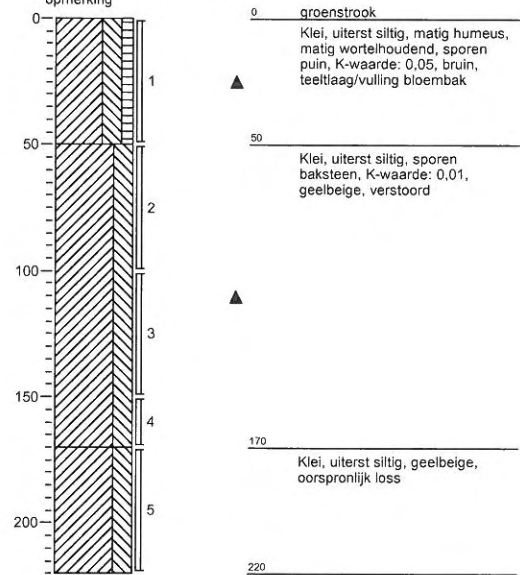 opmerking
0
50
100
150
200
1
2
3
4
5
0 groenstrook
Klei, uiterst siltig, matig humeus,
matig wortelhoudend, sporen
puin, K-waarde: 0,05, bruin,
teeltlaag/vulling bloembak
50
Klei, uiterst siltig, sporen
baksteen, K-waarde: 0,01,
geelbeige, verstoord
170
Klei, uiterst siltig, geelbeige,
oorspronlijk loss
220